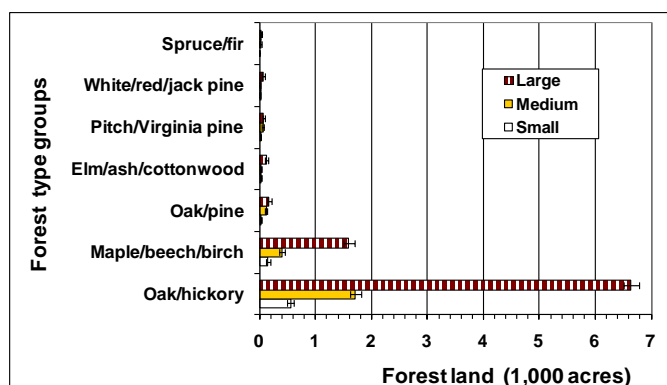 Forest type groups
Spruce/fir
White/red/jack pine
Pitch/Virginia pine
Elm/ash/cottonwood
Oak/pine
Maple/beech/birch
Oak/hickory
Large
Medium
Small
0 1 2 3 4 5 6 7
Forest land (1,000 acres)